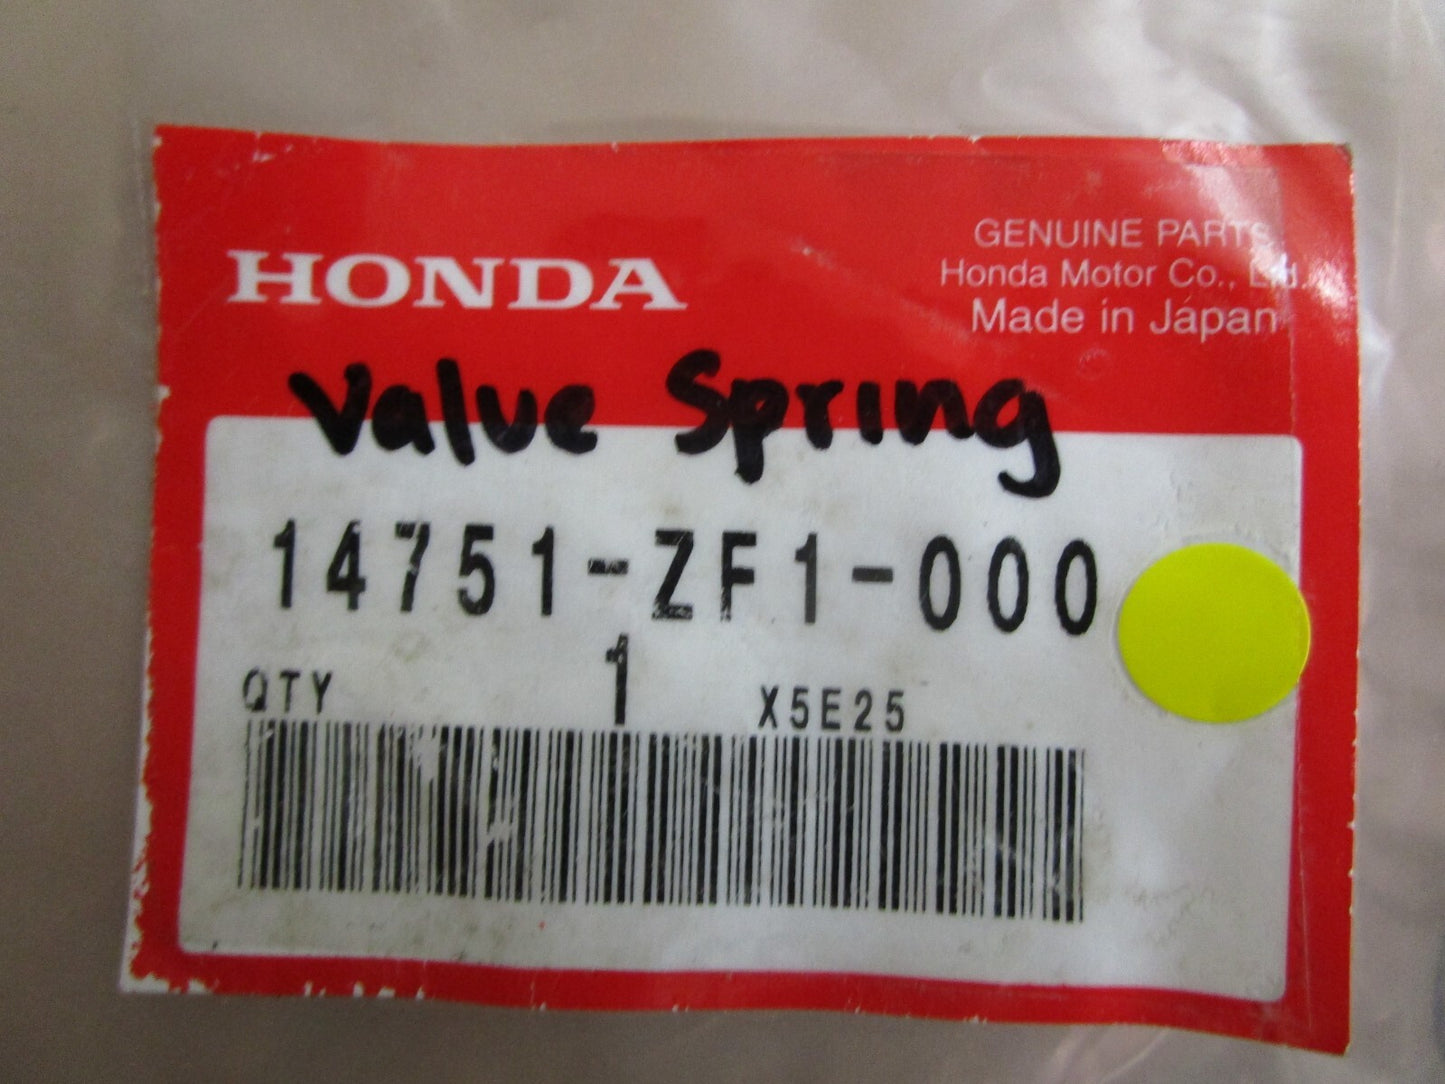 HONDA
GENUINE PARTS
Honda Motor Co., Ltd.
Made in Japan
Valve Spring
14751-ZF1-000
QTY 1 X5E25